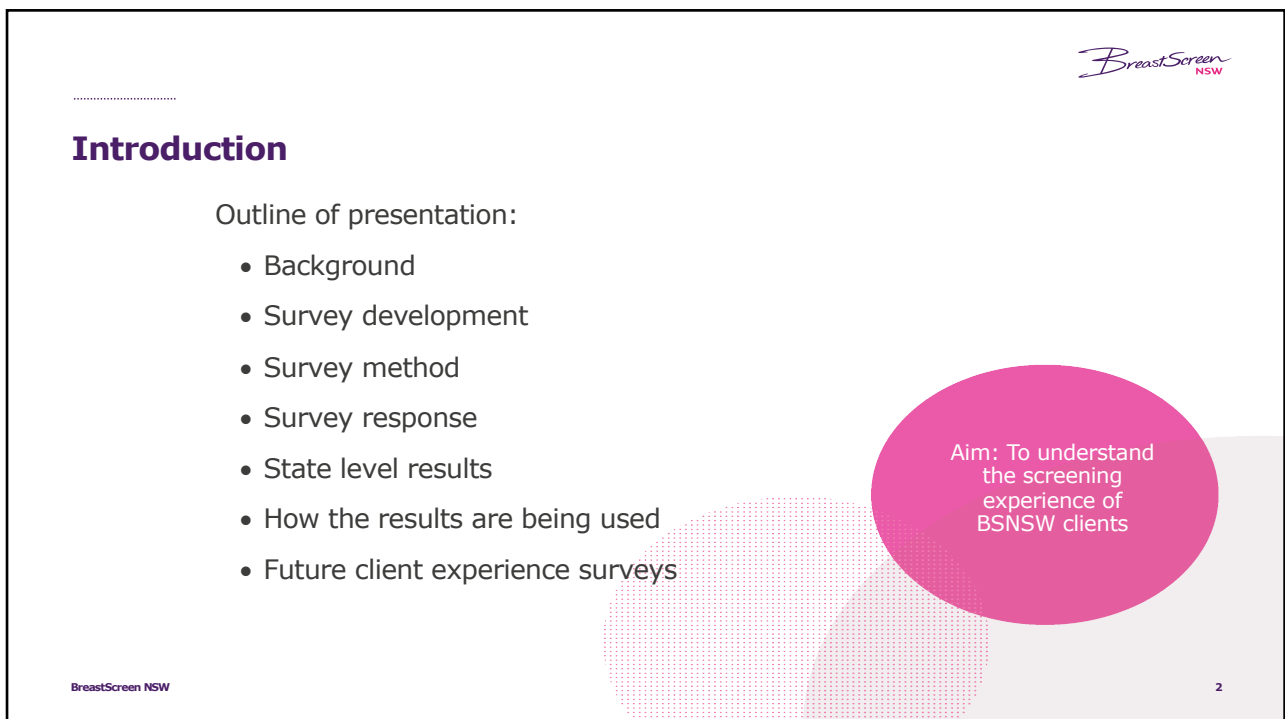 BreastScreen
NSW
Introduction
Outline of presentation:
• Background
• Survey development
• Survey method
• Survey response
• State level results
• How the results are being used
• Future client experience surveys
Aim: To understand
the screening
experience of
BSNSW clients
BreastScreen NSW
2